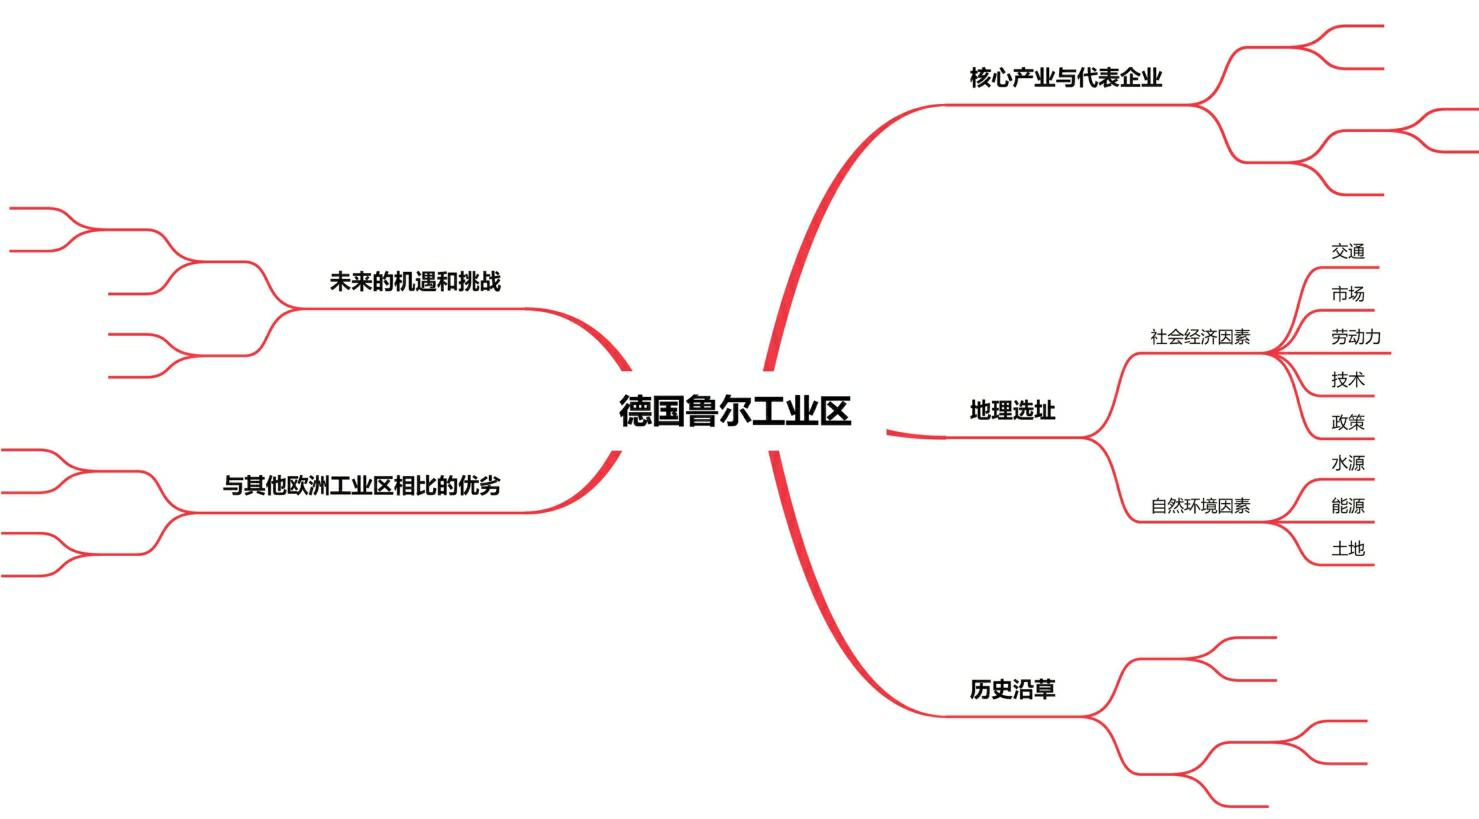 德国鲁尔工业区
核心产业与代表企业
地理选址
社会经济因素
交通
市场
劳动力
技术
政策
自然环境因素
水源
能源
土地
历史沿草
未来的机遇和挑战
与其他欧洲工业区相比的优劣